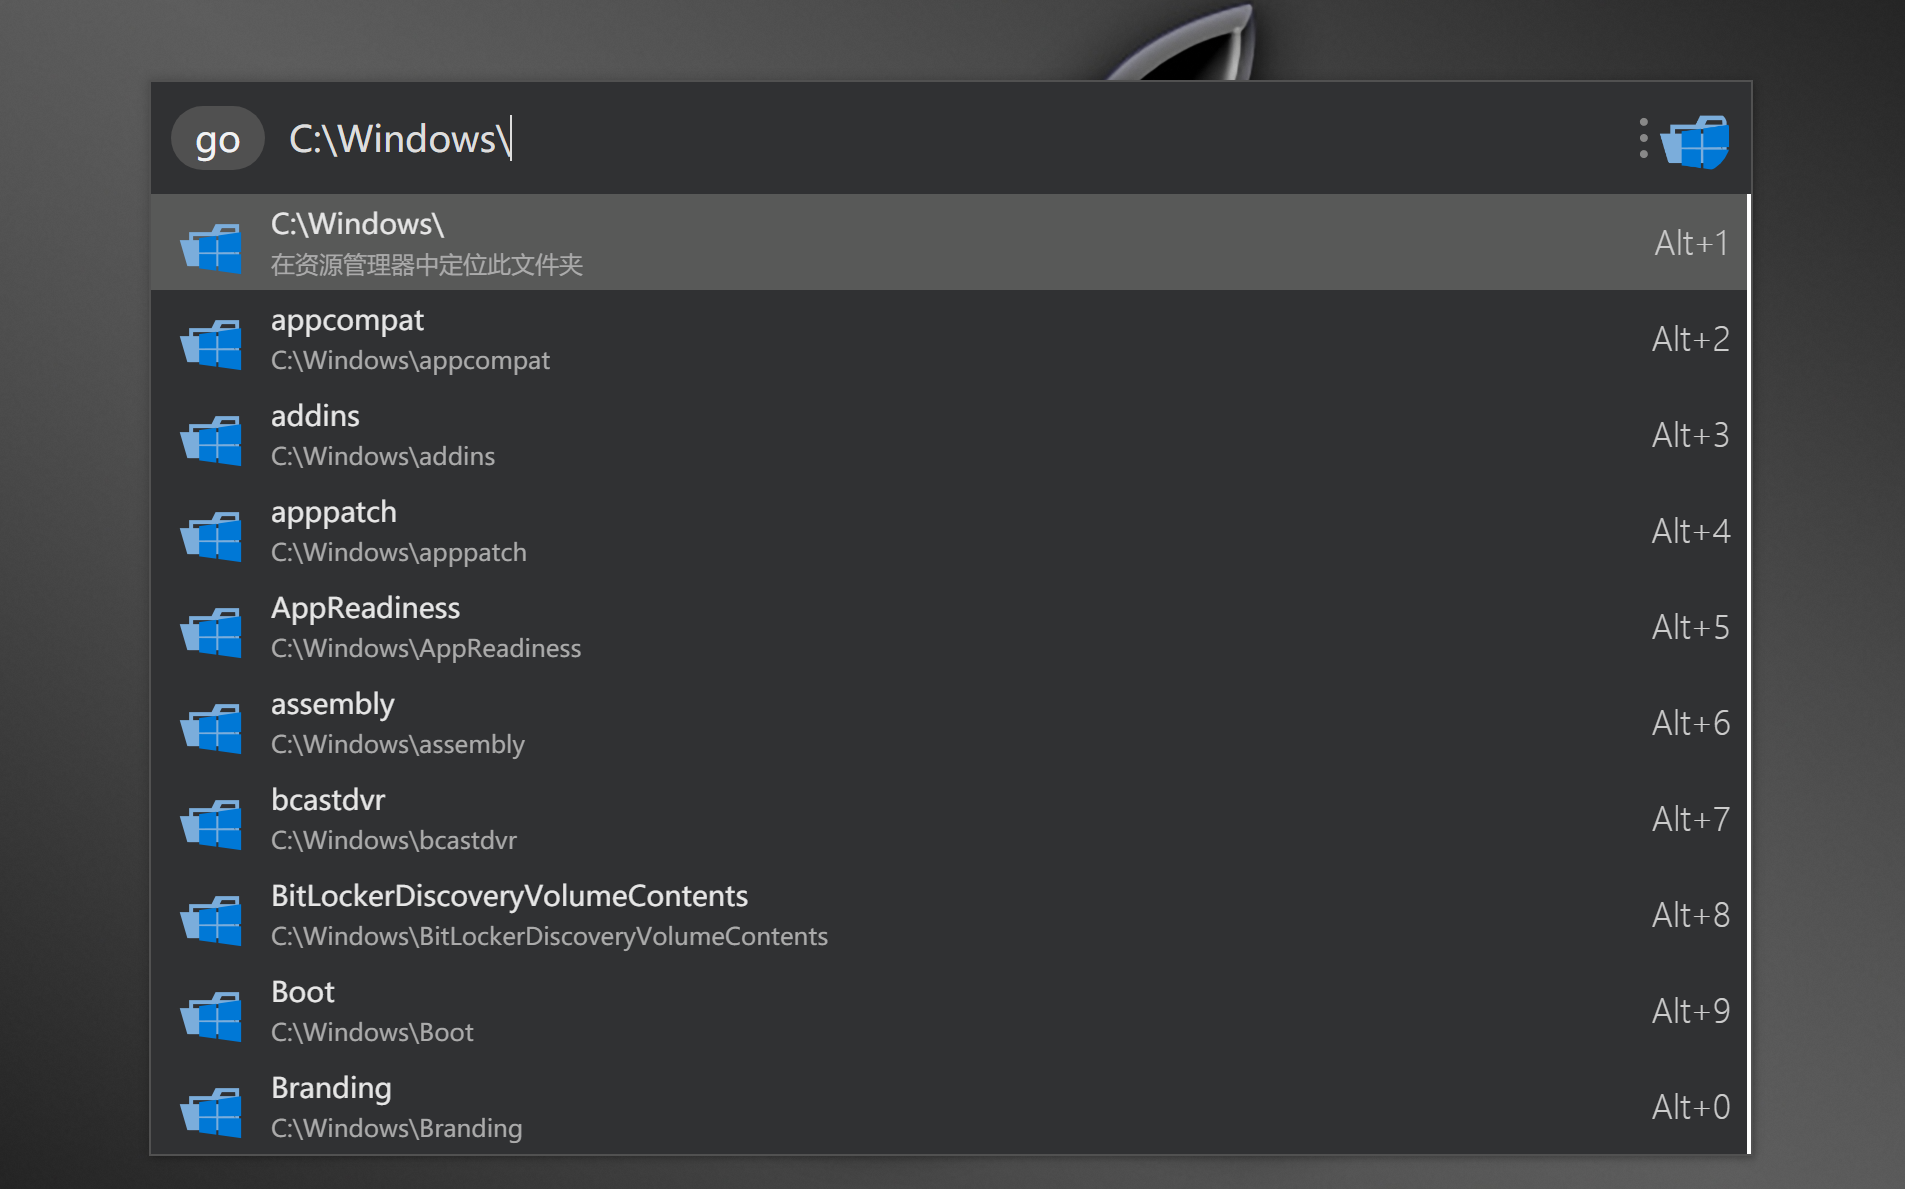 go C:\Windows\
C:\Windows\
在资源管理器中定位此文件夹
Alt+1
appcompat
C:\Windows\appcompat
Alt+2
addins
C:\Windows\addins
Alt+3
apppatch
C:\Windows\apppatch
Alt+4
AppReadiness
C:\Windows\AppReadiness
Alt+5
assembly
C:\Windows\assembly
Alt+6
bcastdvr
C:\Windows\bcastdvr
Alt+7
BitLockerDiscoveryVolumeContents
C:\Windows\BitLockerDiscoveryVolumeContents
Alt+8
Boot
C:\Windows\Boot
Alt+9
Branding
C:\Windows\Branding
Alt+0